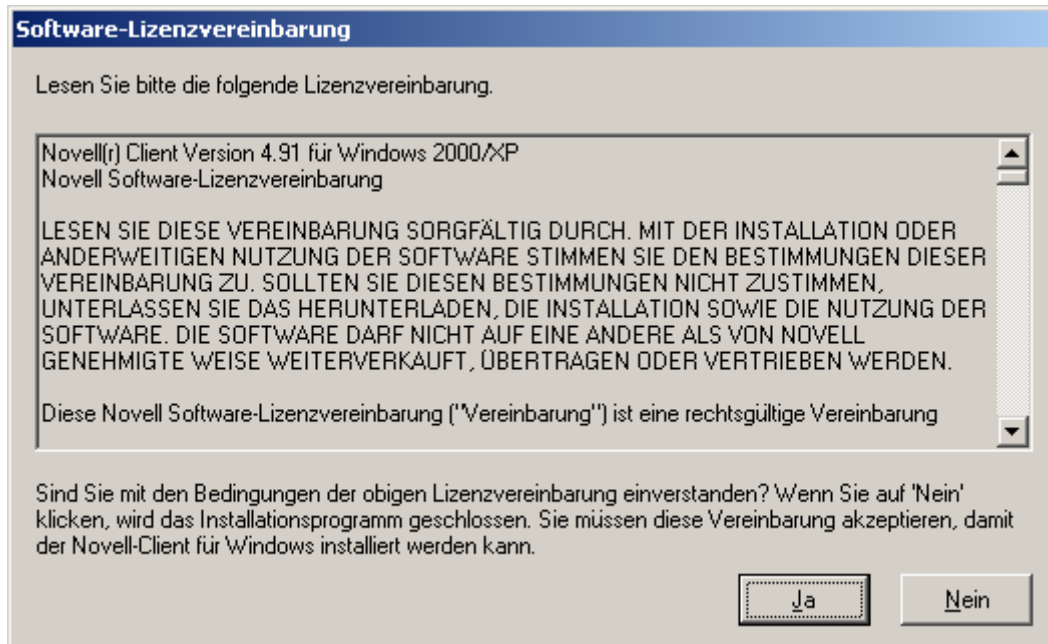 Software-Lizenzvereinbarung
Lesen Sie bitte die folgende Lizenzvereinbarung.
Novell(r) Client Version 4.91 für Windows 2000/XP
Novell Software-Lizenzvereinbarung
LESEN SIE DIESE VEREINBARUNG SORGFÄLTIG DURCH. MIT DER INSTALLATION ODER
ANDERWEITIGEN NUTZUNG DER SOFTWARE STIMMEN SIE DEN BESTIMMUNGEN DIESER
VEREINBARUNG ZU. SOLLTEN SIE DIESEN BESTIMMUNGEN NICHT ZUSTIMMEN,
UNTERLASSEN SIE DAS HERUNTERLADEN, DIE INSTALLATION SOWIE DIE NUTZUNG DER
SOFTWARE. DIE SOFTWARE DARF NICHT AUF EINE ANDERE ALS VON NOVELL
GENEHMIGTE WEISE WEITERVERKAUFT, ÜBERTRAGEN ODER VERTRIEBEN WERDEN.
Diese Novell Software-Lizenzvereinbarung ("Vereinbarung") ist eine rechtsgültige Vereinbarung
Sind Sie mit den Bedingungen der obigen Lizenzvereinbarung einverstanden? Wenn Sie auf 'Nein'
klicken, wird das Installationsprogramm geschlossen. Sie müssen diese Vereinbarung akzeptieren, damit
der Novell-Client für Windows installiert werden kann.
Ja
Nein